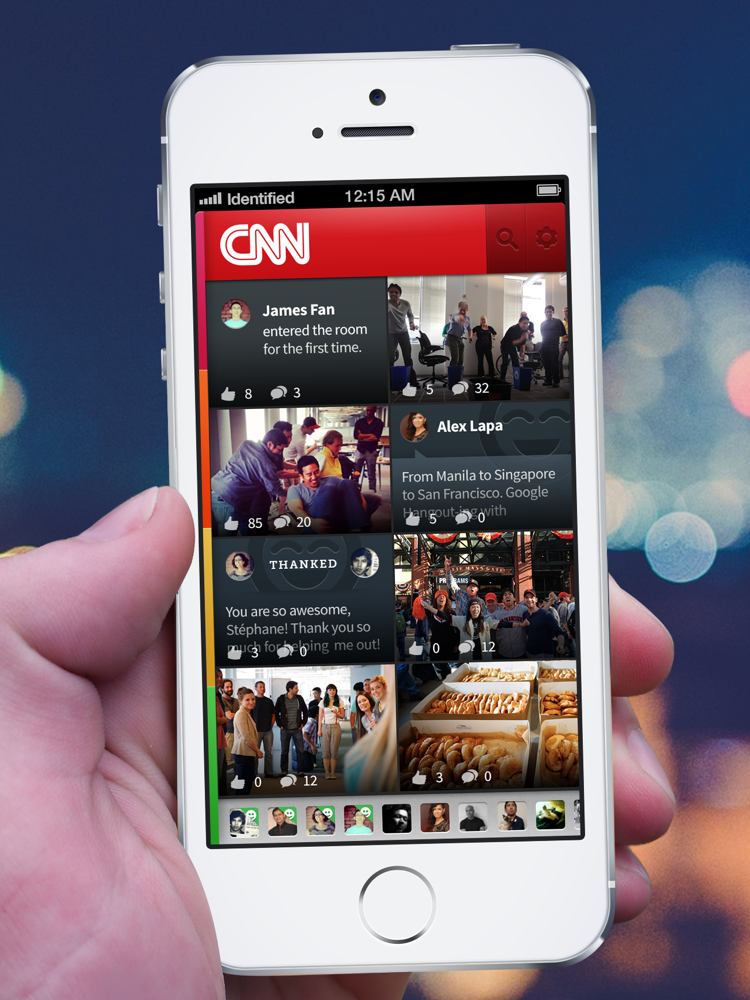 Identified 12:15 AM
CNN
James Fan
entered the room
for the first time.
8 3
5 32
85 20
Alex Lapa
From Manila to Singapore
to San Francisco. Google
Hangout-ing with
5 0
THANKED
You are so awesome,
Stéphane! Thank you so
much for helping me out!
3 0
0 12
0 12
3 0